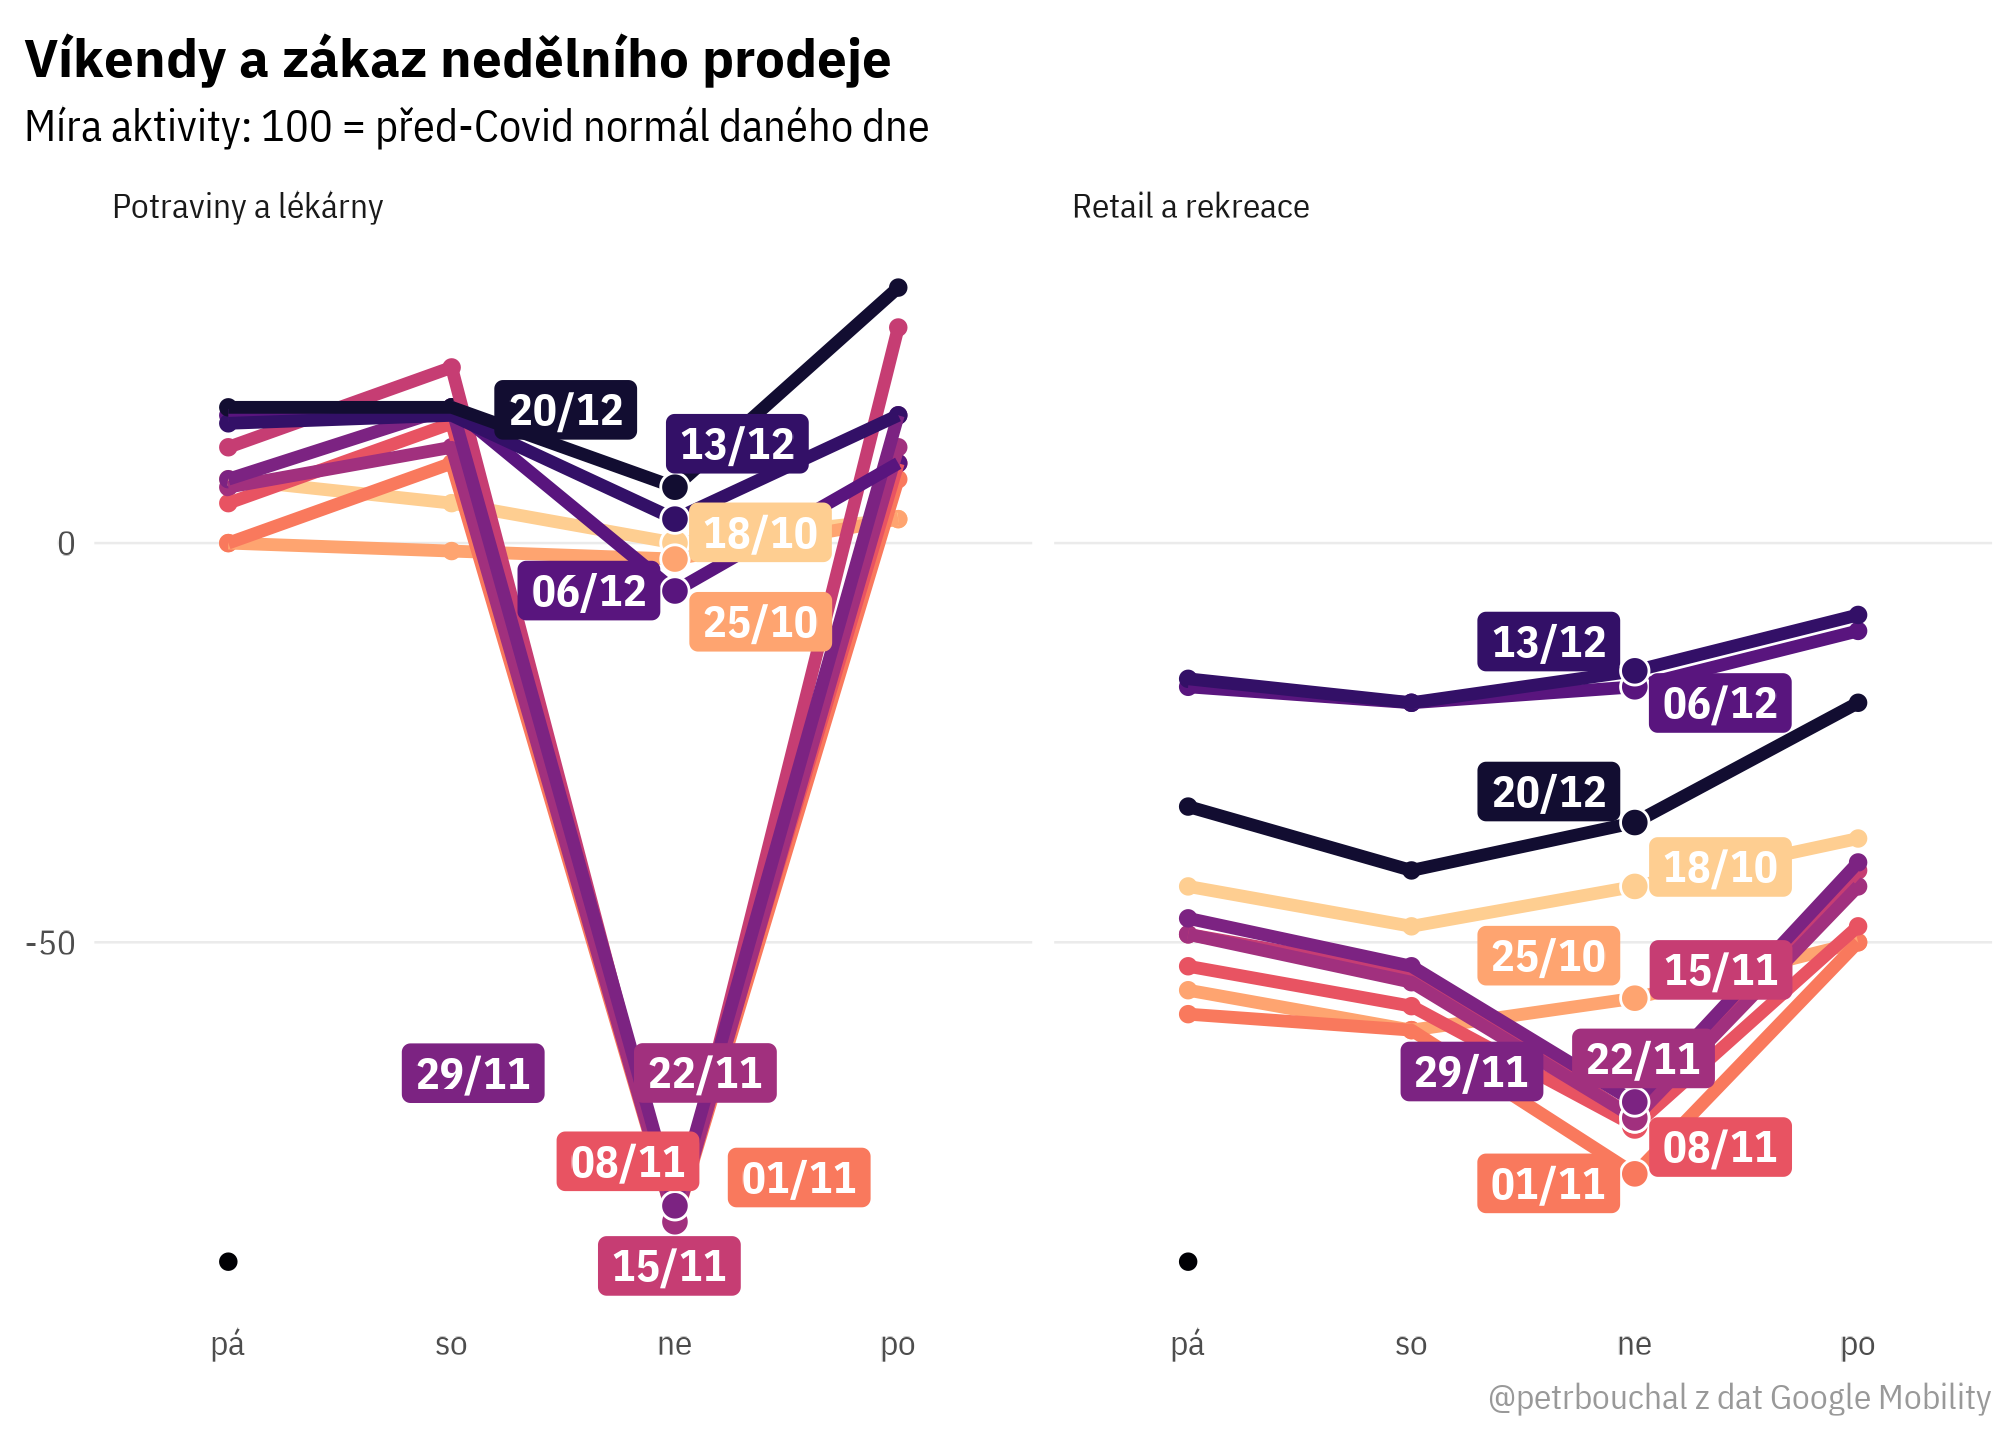 Víkendy a zákaz nedělního prodeje
Míra aktivity: 100 = před-Covid normál daného dne
Potraviny a lékárny
Retail a rekreace
0
-50
20/12
13/12
18/10
06/12
25/10
29/11
22/11
08/11
01/11
15/11
13/12
06/12
20/12
18/10
25/10
15/11
22/11
29/11
08/11
01/11
pá
so
ne
po
pá
so
ne
po
@petrbouchal z dat Google Mobility